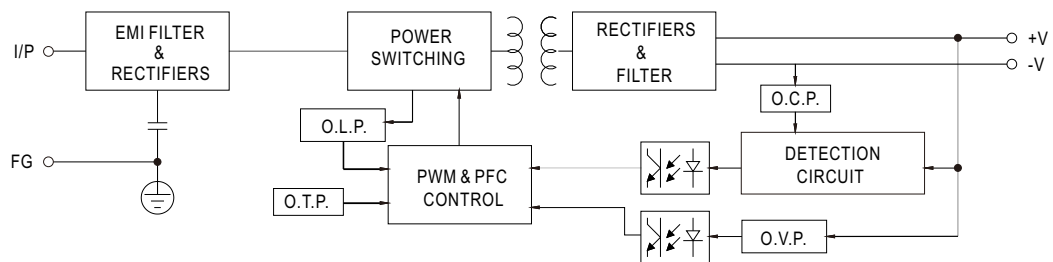 I/P
EMI FILTER
&
RECTIFIERS
POWER
SWITCHING
RECTIFIERS
&
FILTER
+V
-V
O.C.P.
O.L.P.
FG
PWM & PFC
CONTROL
DETECTION
CIRCUIT
O.T.P.
O.V.P.